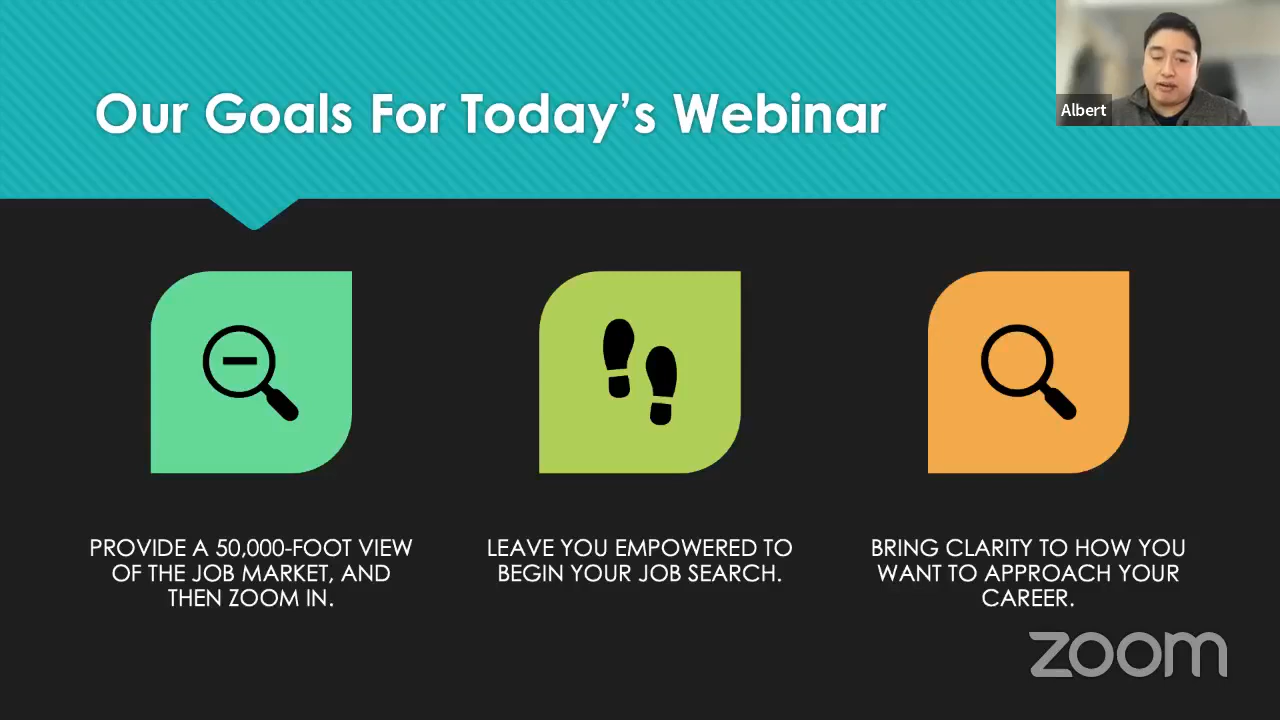 Our Goals For Today’s Webinar
Albert
PROVIDE A 50,000-FOOT VIEW
OF THE JOB MARKET, AND
THEN ZOOM IN.
LEAVE YOU EMPOWERED TO
BEGIN YOUR JOB SEARCH.
BRING CLARITY TO HOW YOU
WANT TO APPROACH YOUR
CAREER.
zoom